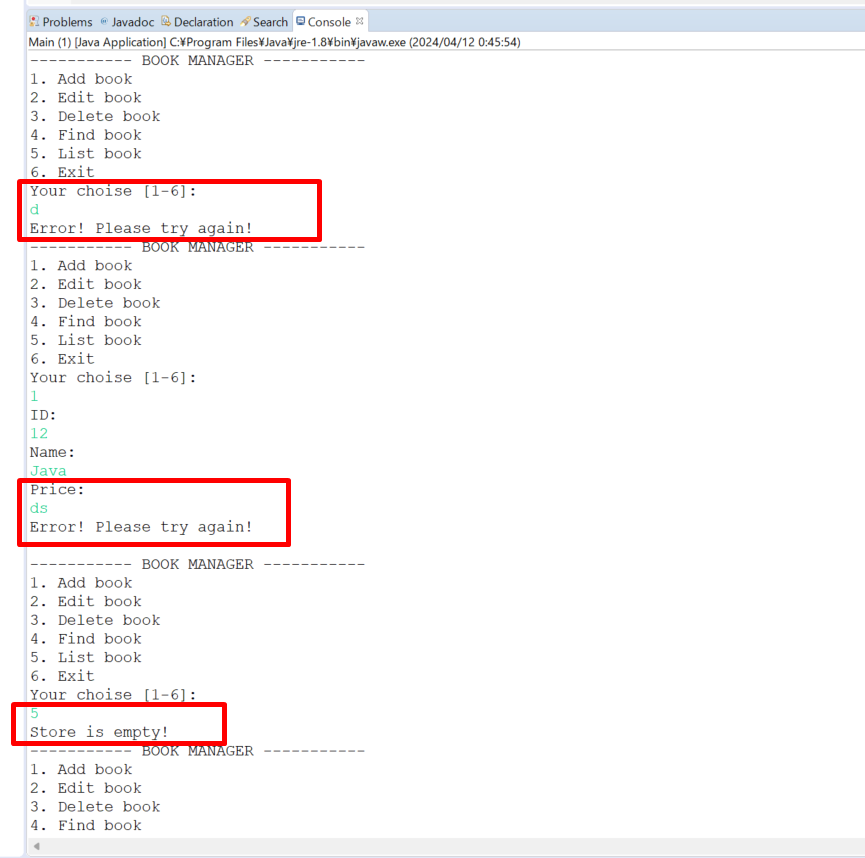 Problems @ Javadoc Declaration Search Console
Main (1) [Java Application] C:¥Program Files¥Java¥jre-1.8¥bin¥javaw.exe (2024/04/12 0:45:54)
----------- BOOK MANAGER -----------
1. Add book
2. Edit book
3. Delete book
4. Find book
5. List book
6. Exit
Your choise [1-6]:
d
Error! Please try again!
----------- BOOK MANAGER -----------
1. Add book
2. Edit book
3. Delete book
4. Find book
5. List book
6. Exit
Your choise [1-6]:
1
ID:
12
Name:
Java
Price:
ds
Error! Please try again!
----------- BOOK MANAGER -----------
1. Add book
2. Edit book
3. Delete book
4. Find book
5. List book
6. Exit
Your choise [1-6]:
5
Store is empty!
----------- BOOK MANAGER -----------
1. Add book
2. Edit book
3. Delete book
4. Find book